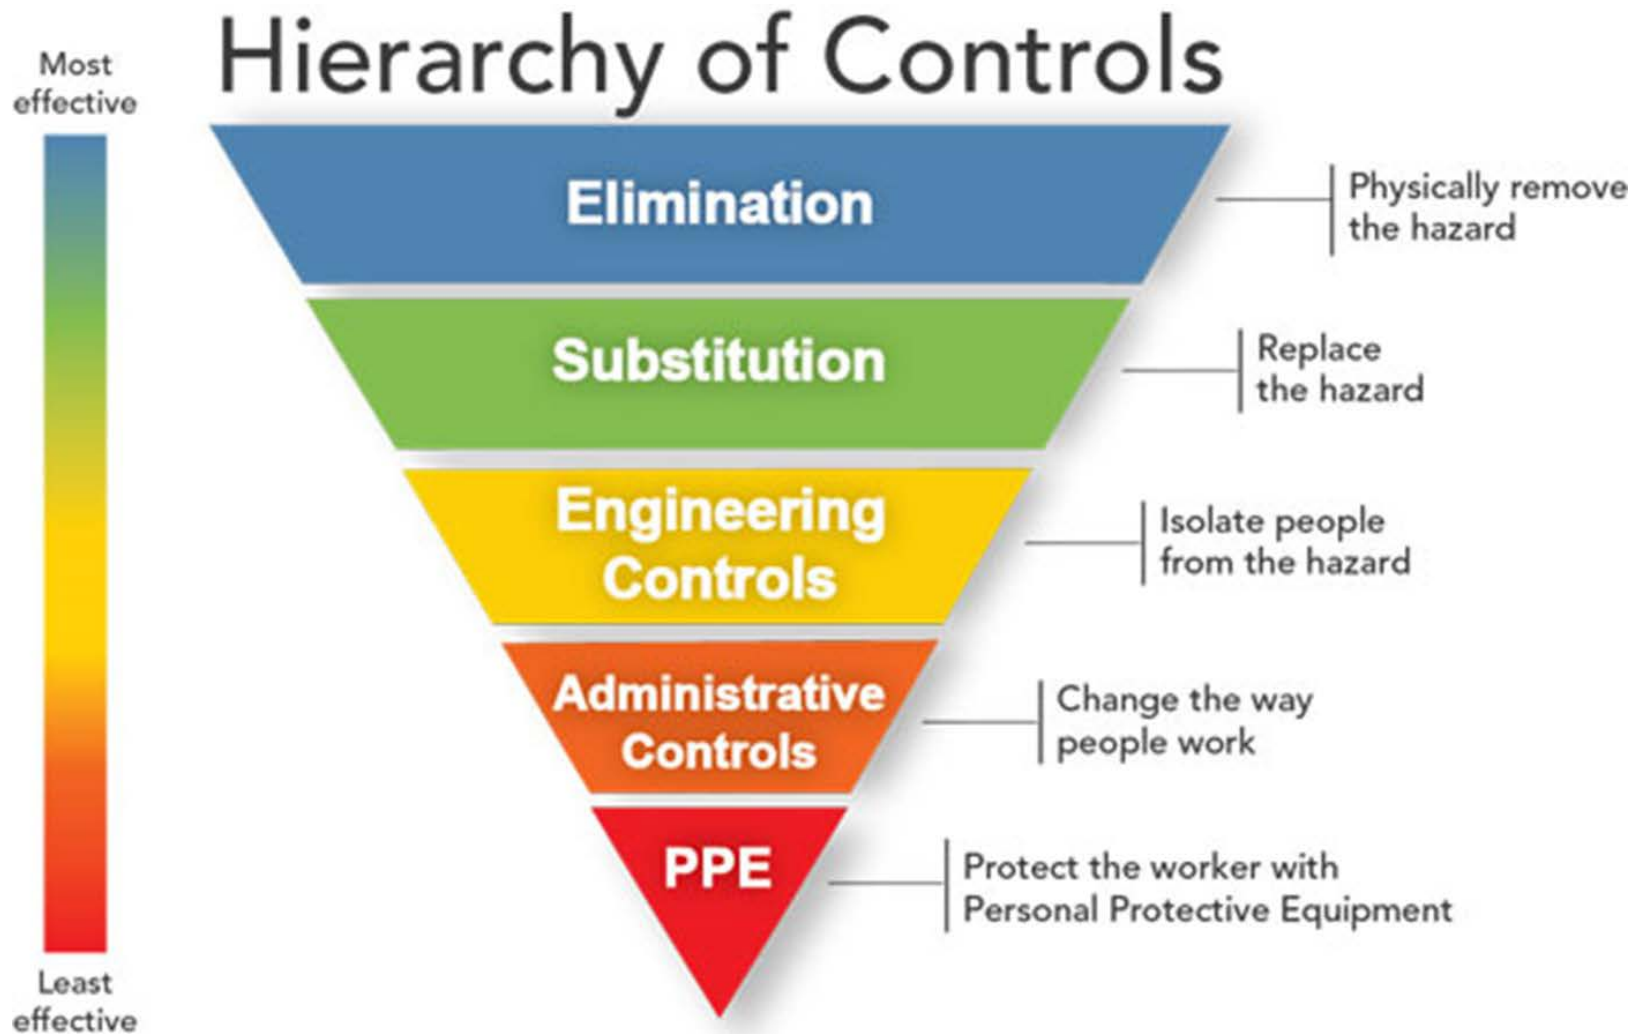 Hierarchy of Controls
Most
effective
Elimination
Physically remove
the hazard
Substitution
Replace
the hazard
Engineering
Controls
Isolate people
from the hazard
Administrative
Controls
Change the way
people work
PPE
Protect the worker with
Personal Protective Equipment
Least
effective